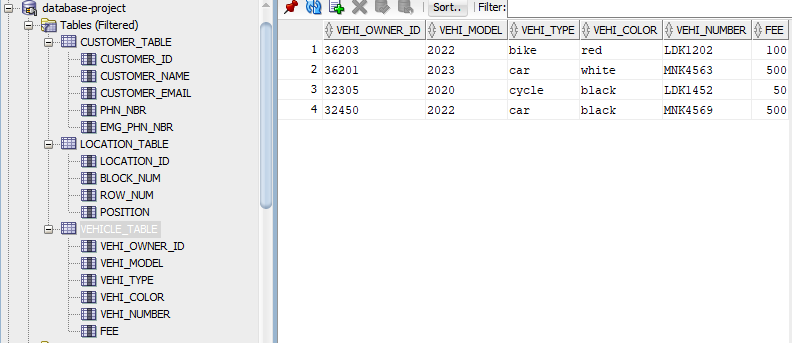 database-project
Tables (Filtered)
CUSTOMER_TABLE
CUSTOMER_ID
CUSTOMER_NAME
CUSTOMER_EMAIL
PHN_NBR
EMG_PHN_NBR
LOCATION_TABLE
LOCATION_ID
BLOCK_NUM
ROW_NUM
POSITION
VEHICLE_TABLE
VEHI_OWNER_ID
VEHI_MODEL
VEHI_TYPE
VEHI_COLOR
VEHI_NUMBER
FEE
Sort.. Filter:
VEHI_OWNER_ID VEHI_MODEL VEHI_TYPE VEHI_COLOR VEHI_NUMBER FEE
1 36203 2022 bike red LDK1202 100
2 36201 2023 car white MNK4563 500
3 32305 2020 cycle black LDK1452 50
4 32450 2022 car black MNK4569 500